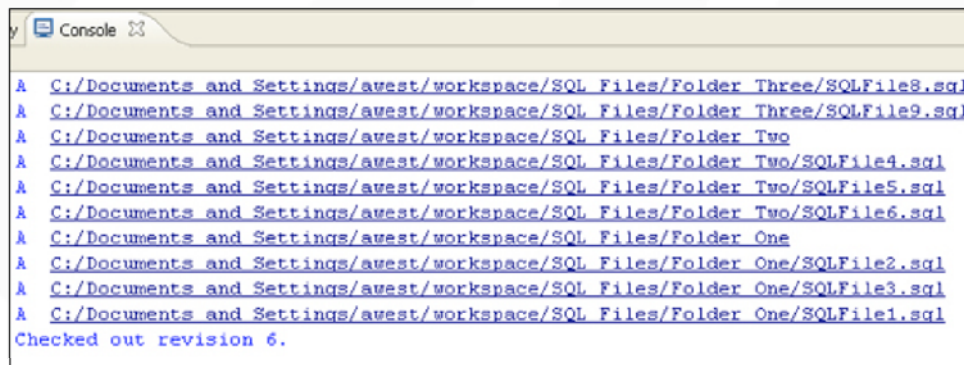 y Console
A C:/Documents and Settings/awest/workspace/SQL Files/Folder Three/SQLFile8.sql
A C:/Documents and Settings/awest/workspace/SQL Files/Folder Three/SQLFile9.sql
A C:/Documents and Settings/awest/workspace/SQL Files/Folder Two
A C:/Documents and Settings/awest/workspace/SQL Files/Folder Two/SQLFile4.sql
A C:/Documents and Settings/awest/workspace/SQL Files/Folder Two/SQLFile5.sql
A C:/Documents and Settings/awest/workspace/SQL Files/Folder Two/SQLFile6.sql
A C:/Documents and Settings/awest/workspace/SQL Files/Folder One
A C:/Documents and Settings/awest/workspace/SQL Files/Folder One/SQLFile2.sql
A C:/Documents and Settings/awest/workspace/SQL Files/Folder One/SQLFile3.sql
A C:/Documents and Settings/awest/workspace/SQL Files/Folder One/SQLFile1.sql
Checked out revision 6.